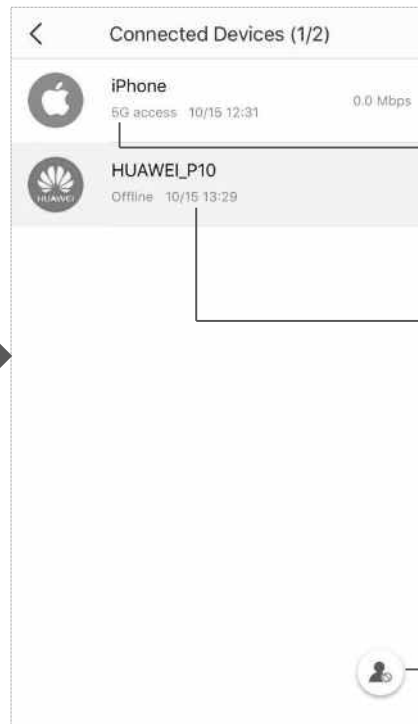 Connected Devices (1/2)
iPhone
5G access 10/15 12:31
0.0 Mbps
HUAWEI_P10
Offline 10/15 13:29
HUAWEI